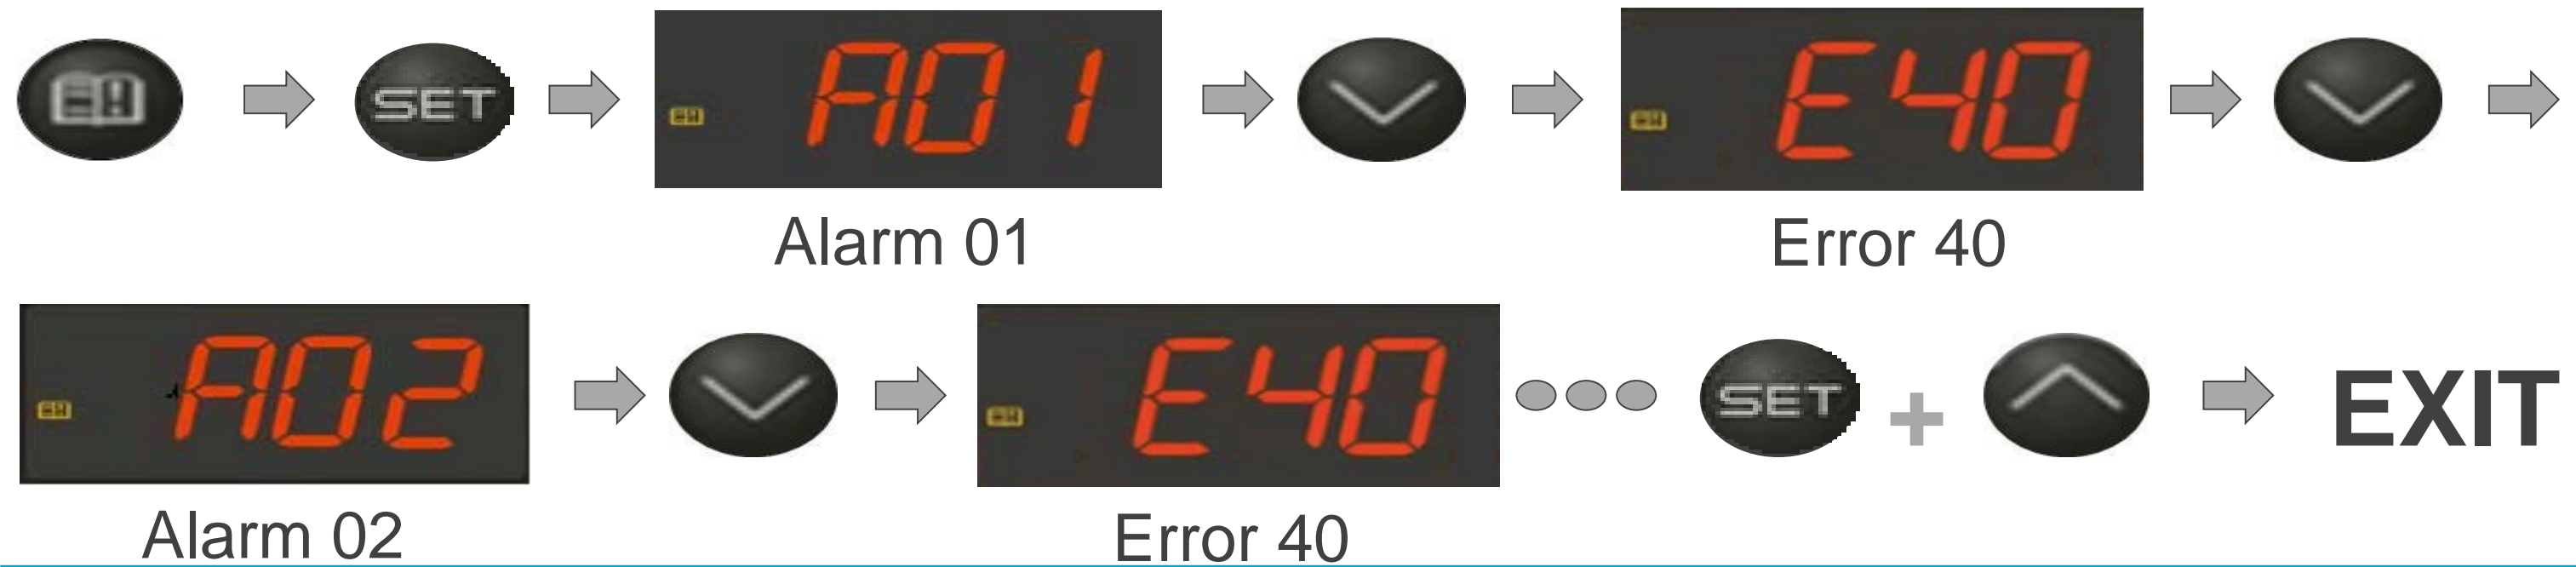 SET
A01
E40
Alarm 01
Error 40
A02
E40
SET
+
EXIT
Alarm 02
Error 40